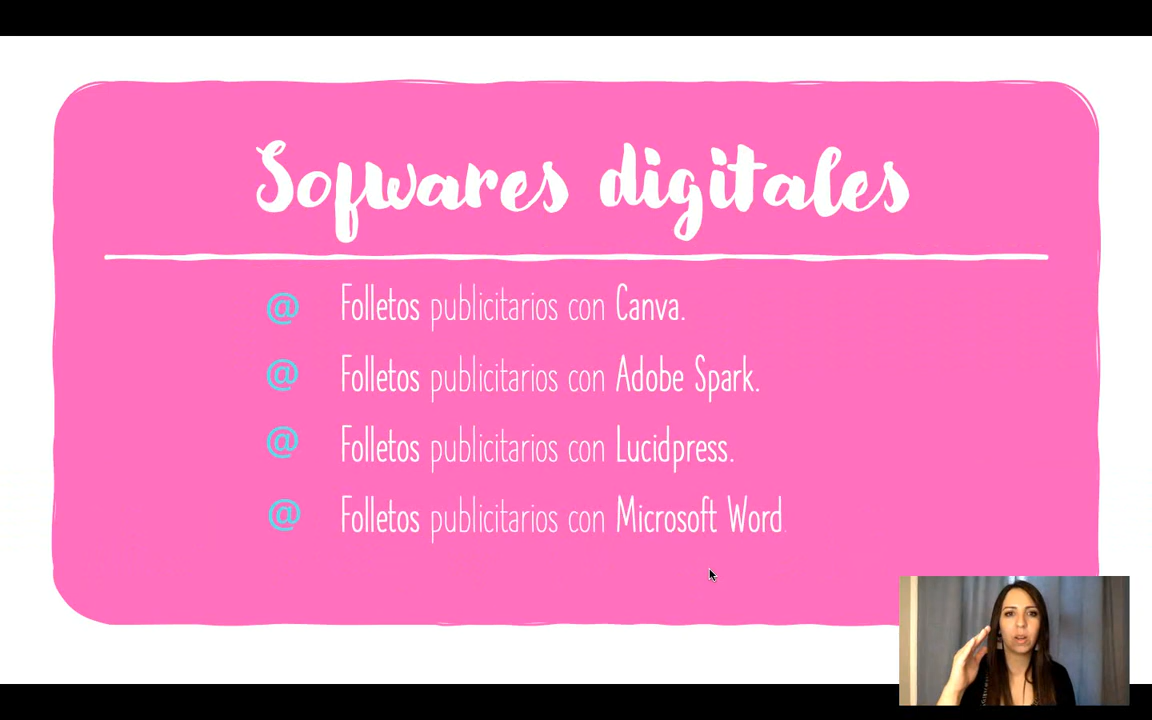 Sofwares digitales
@ Folletos publicitarios con Canva.
@ Folletos publicitarios con Adobe Spark.
@ Folletos publicitarios con Lucidpress.
@ Folletos publicitarios con Microsoft Word.